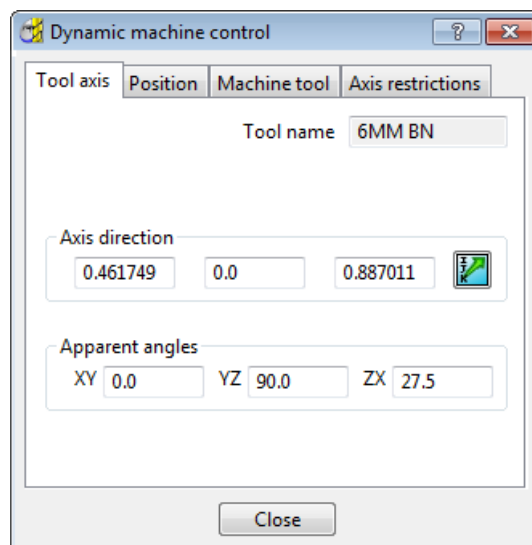 Dynamic machine control
Tool axis Position Machine tool Axis restrictions
Tool name 6MM BN
Axis direction
0.461749 0.0 0.887011
I J K
Apparent angles
XY 0.0 YZ 90.0 ZX 27.5
Close